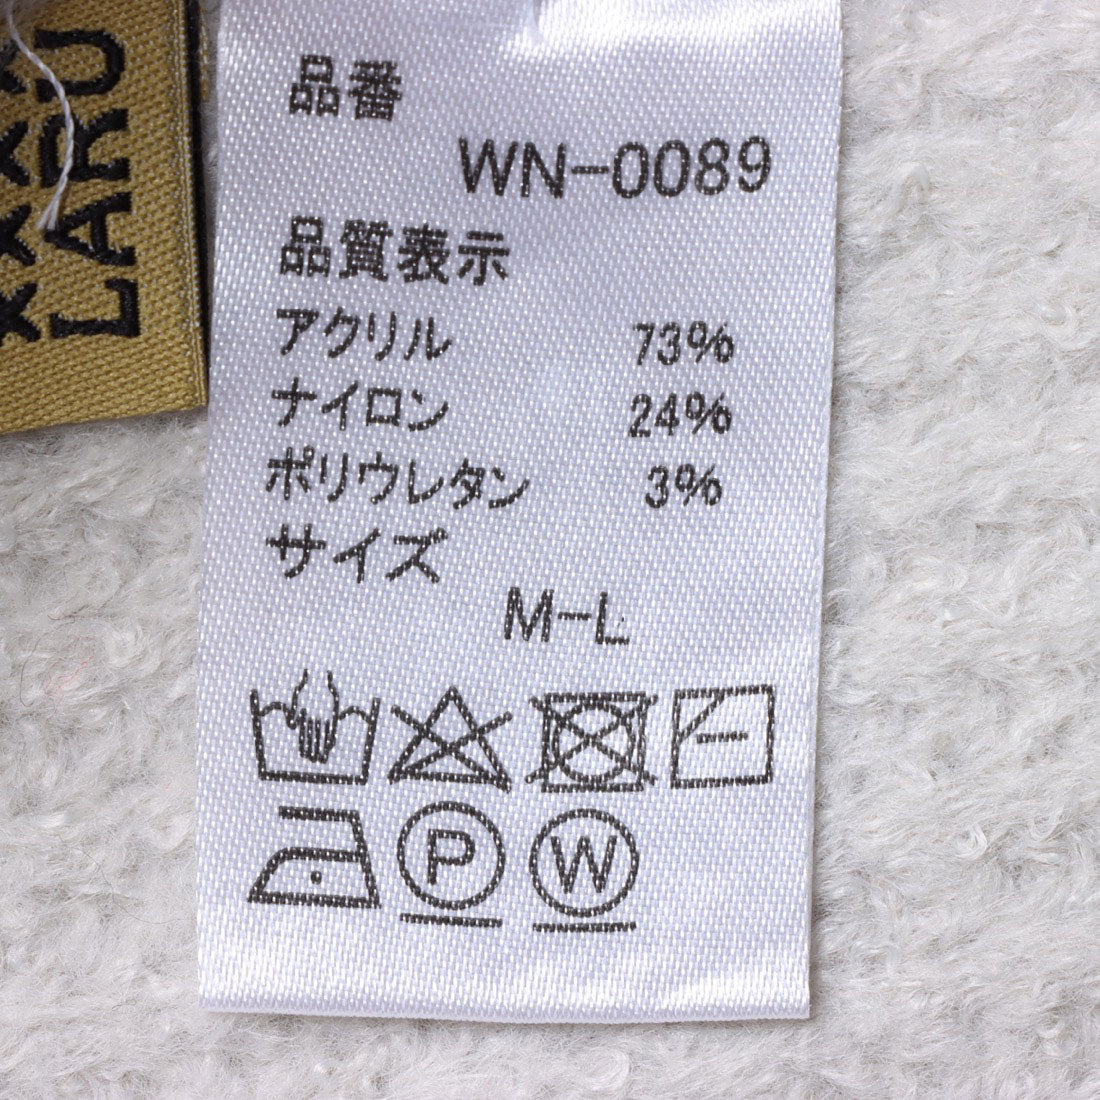 品番
WN-0089
品質表示
アクリル 73%
ナイロン 24%
ポリウレタン 3%
サイズ
M-L
P W
LARU